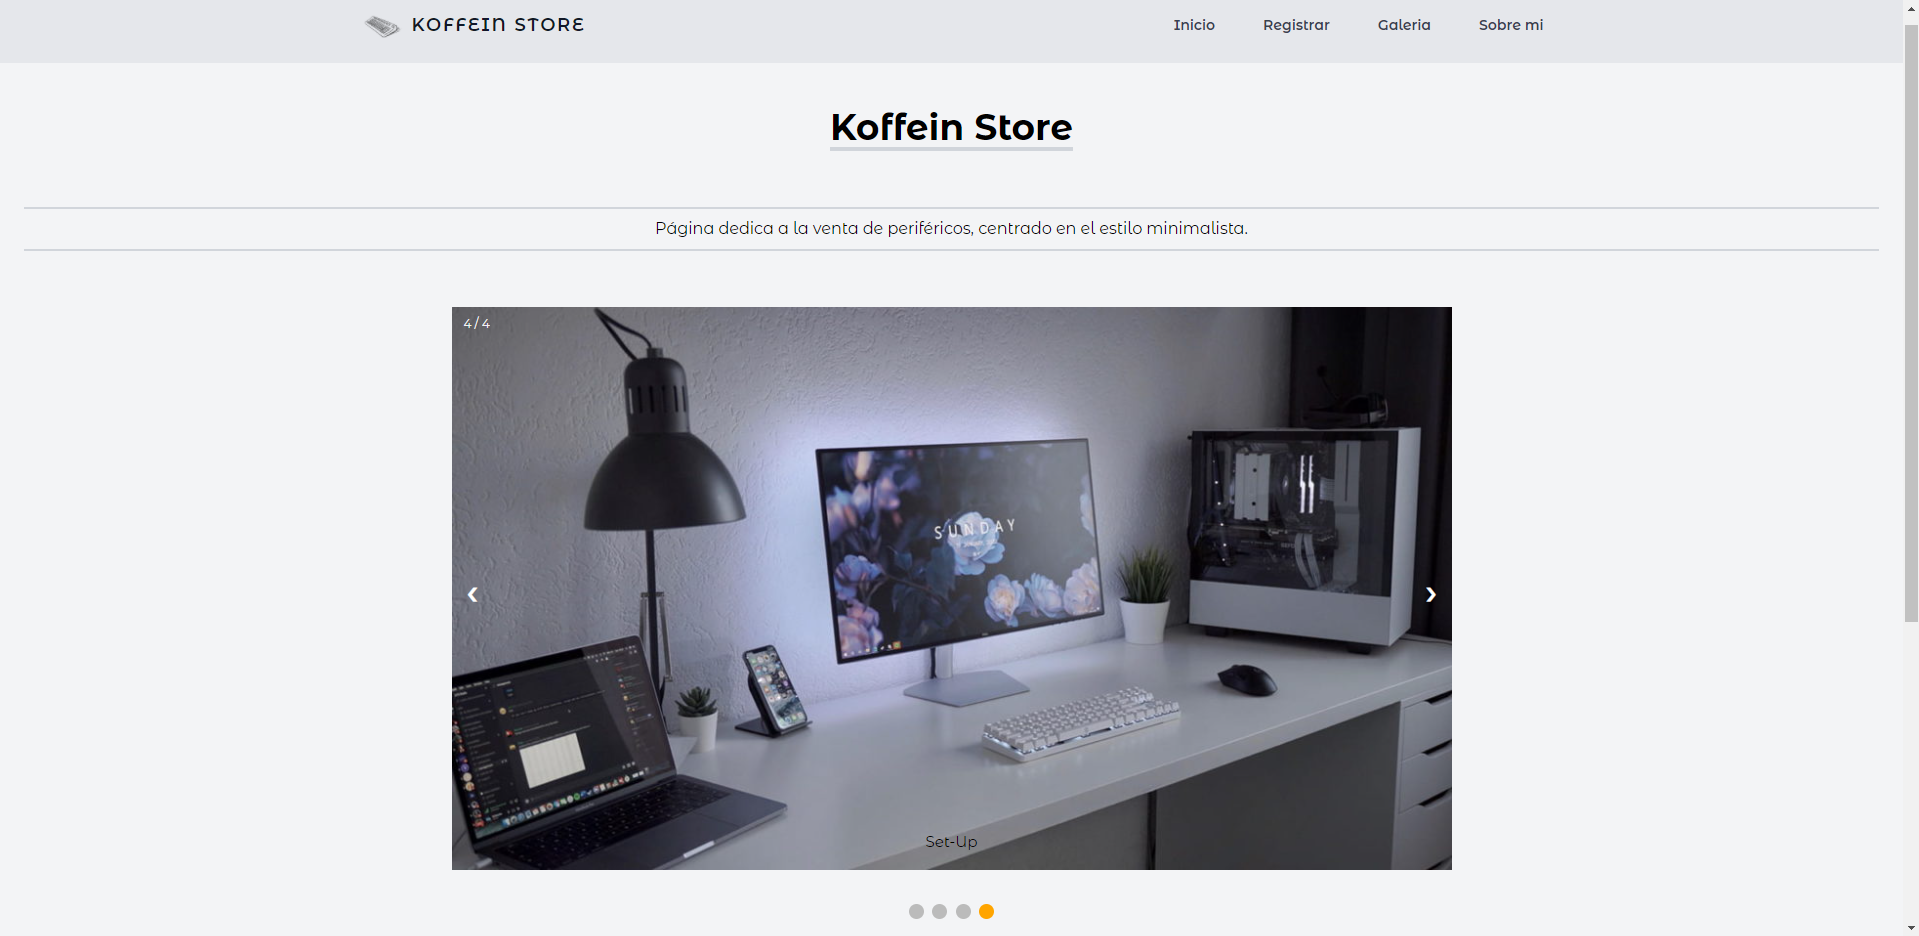 KOFFEIN STORE
Inicio Registrar Galeria Sobre mi
Koffein Store
Página dedica a la venta de periféricos, centrado en el estilo minimalista.
4 / 4
SUNDAY
Set-Up